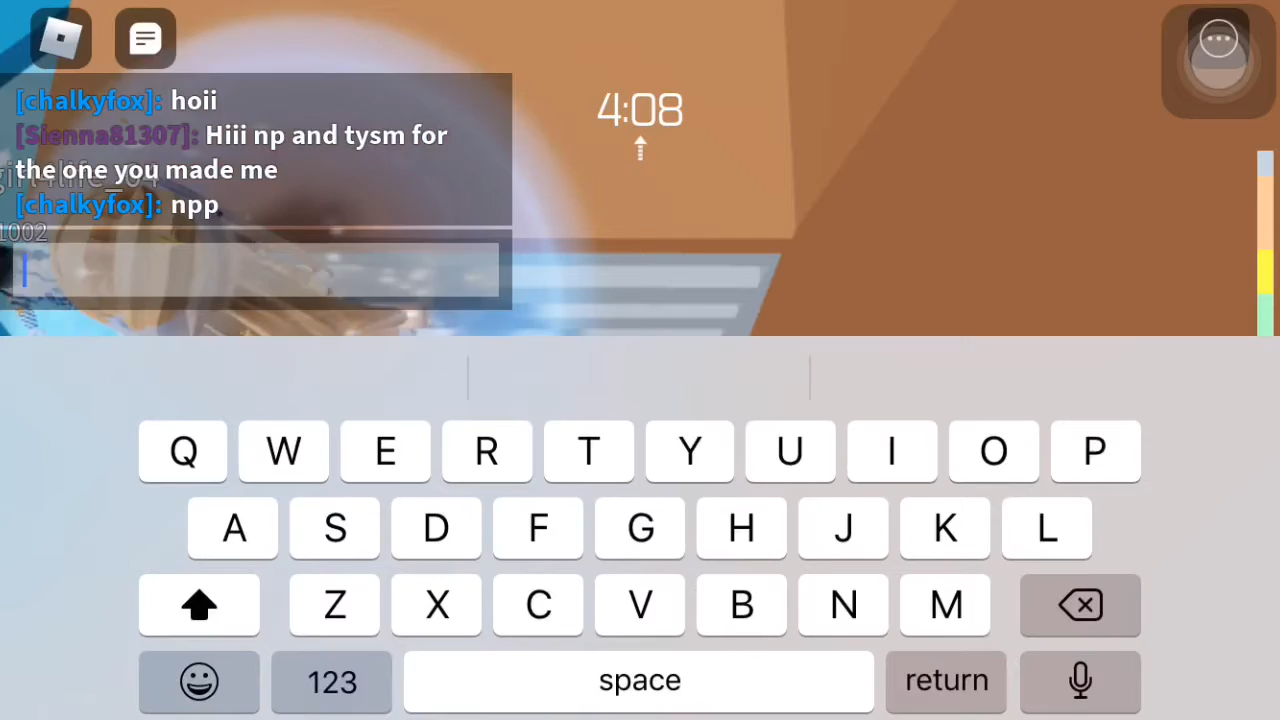 [chalkyfox]: hoii
4:08
[Sienna81307]: Hiii np and tysm for
the one you made me
[chalkyfox]: npp
1002
Q W E R T Y U I O P
A S D F G H J K L
Z X C V B N M
123 space return